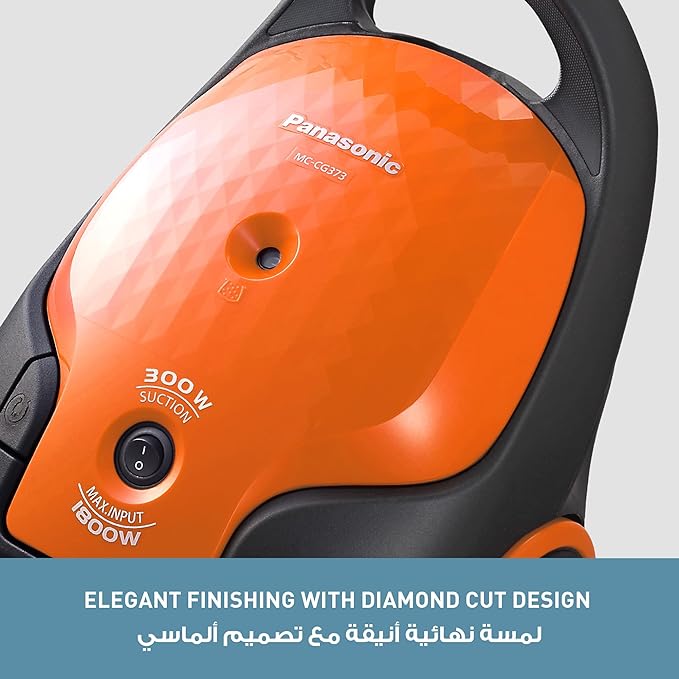 Panasonic
MC-CG373
300W
SUCTION
I
O
MAX.INPUT
1800W
ELEGANT FINISHING WITH DIAMOND CUT DESIGN
لمسة نهائية أنيقة مع تصميم ألماسي